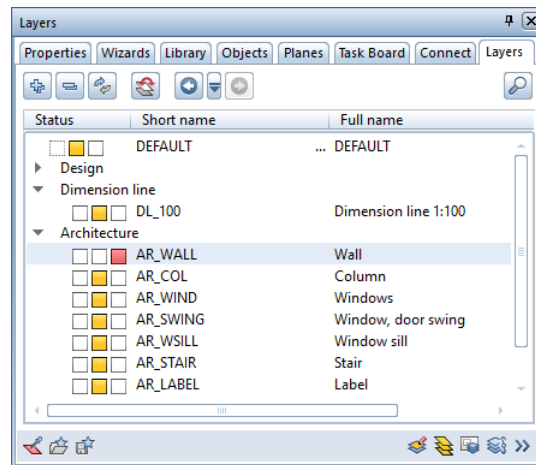 Layers
Properties Wizards Library Objects Planes Task Board Connect Layers
Status Short name Full name
DEFAULT ... DEFAULT
Design
Dimension line
DL_100 Dimension line 1:100
Architecture
AR_WALL Wall
AR_COL Column
AR_WIND Windows
AR_SWING Window, door swing
AR_WSILL Window sill
AR_STAIR Stair
AR_LABEL Label